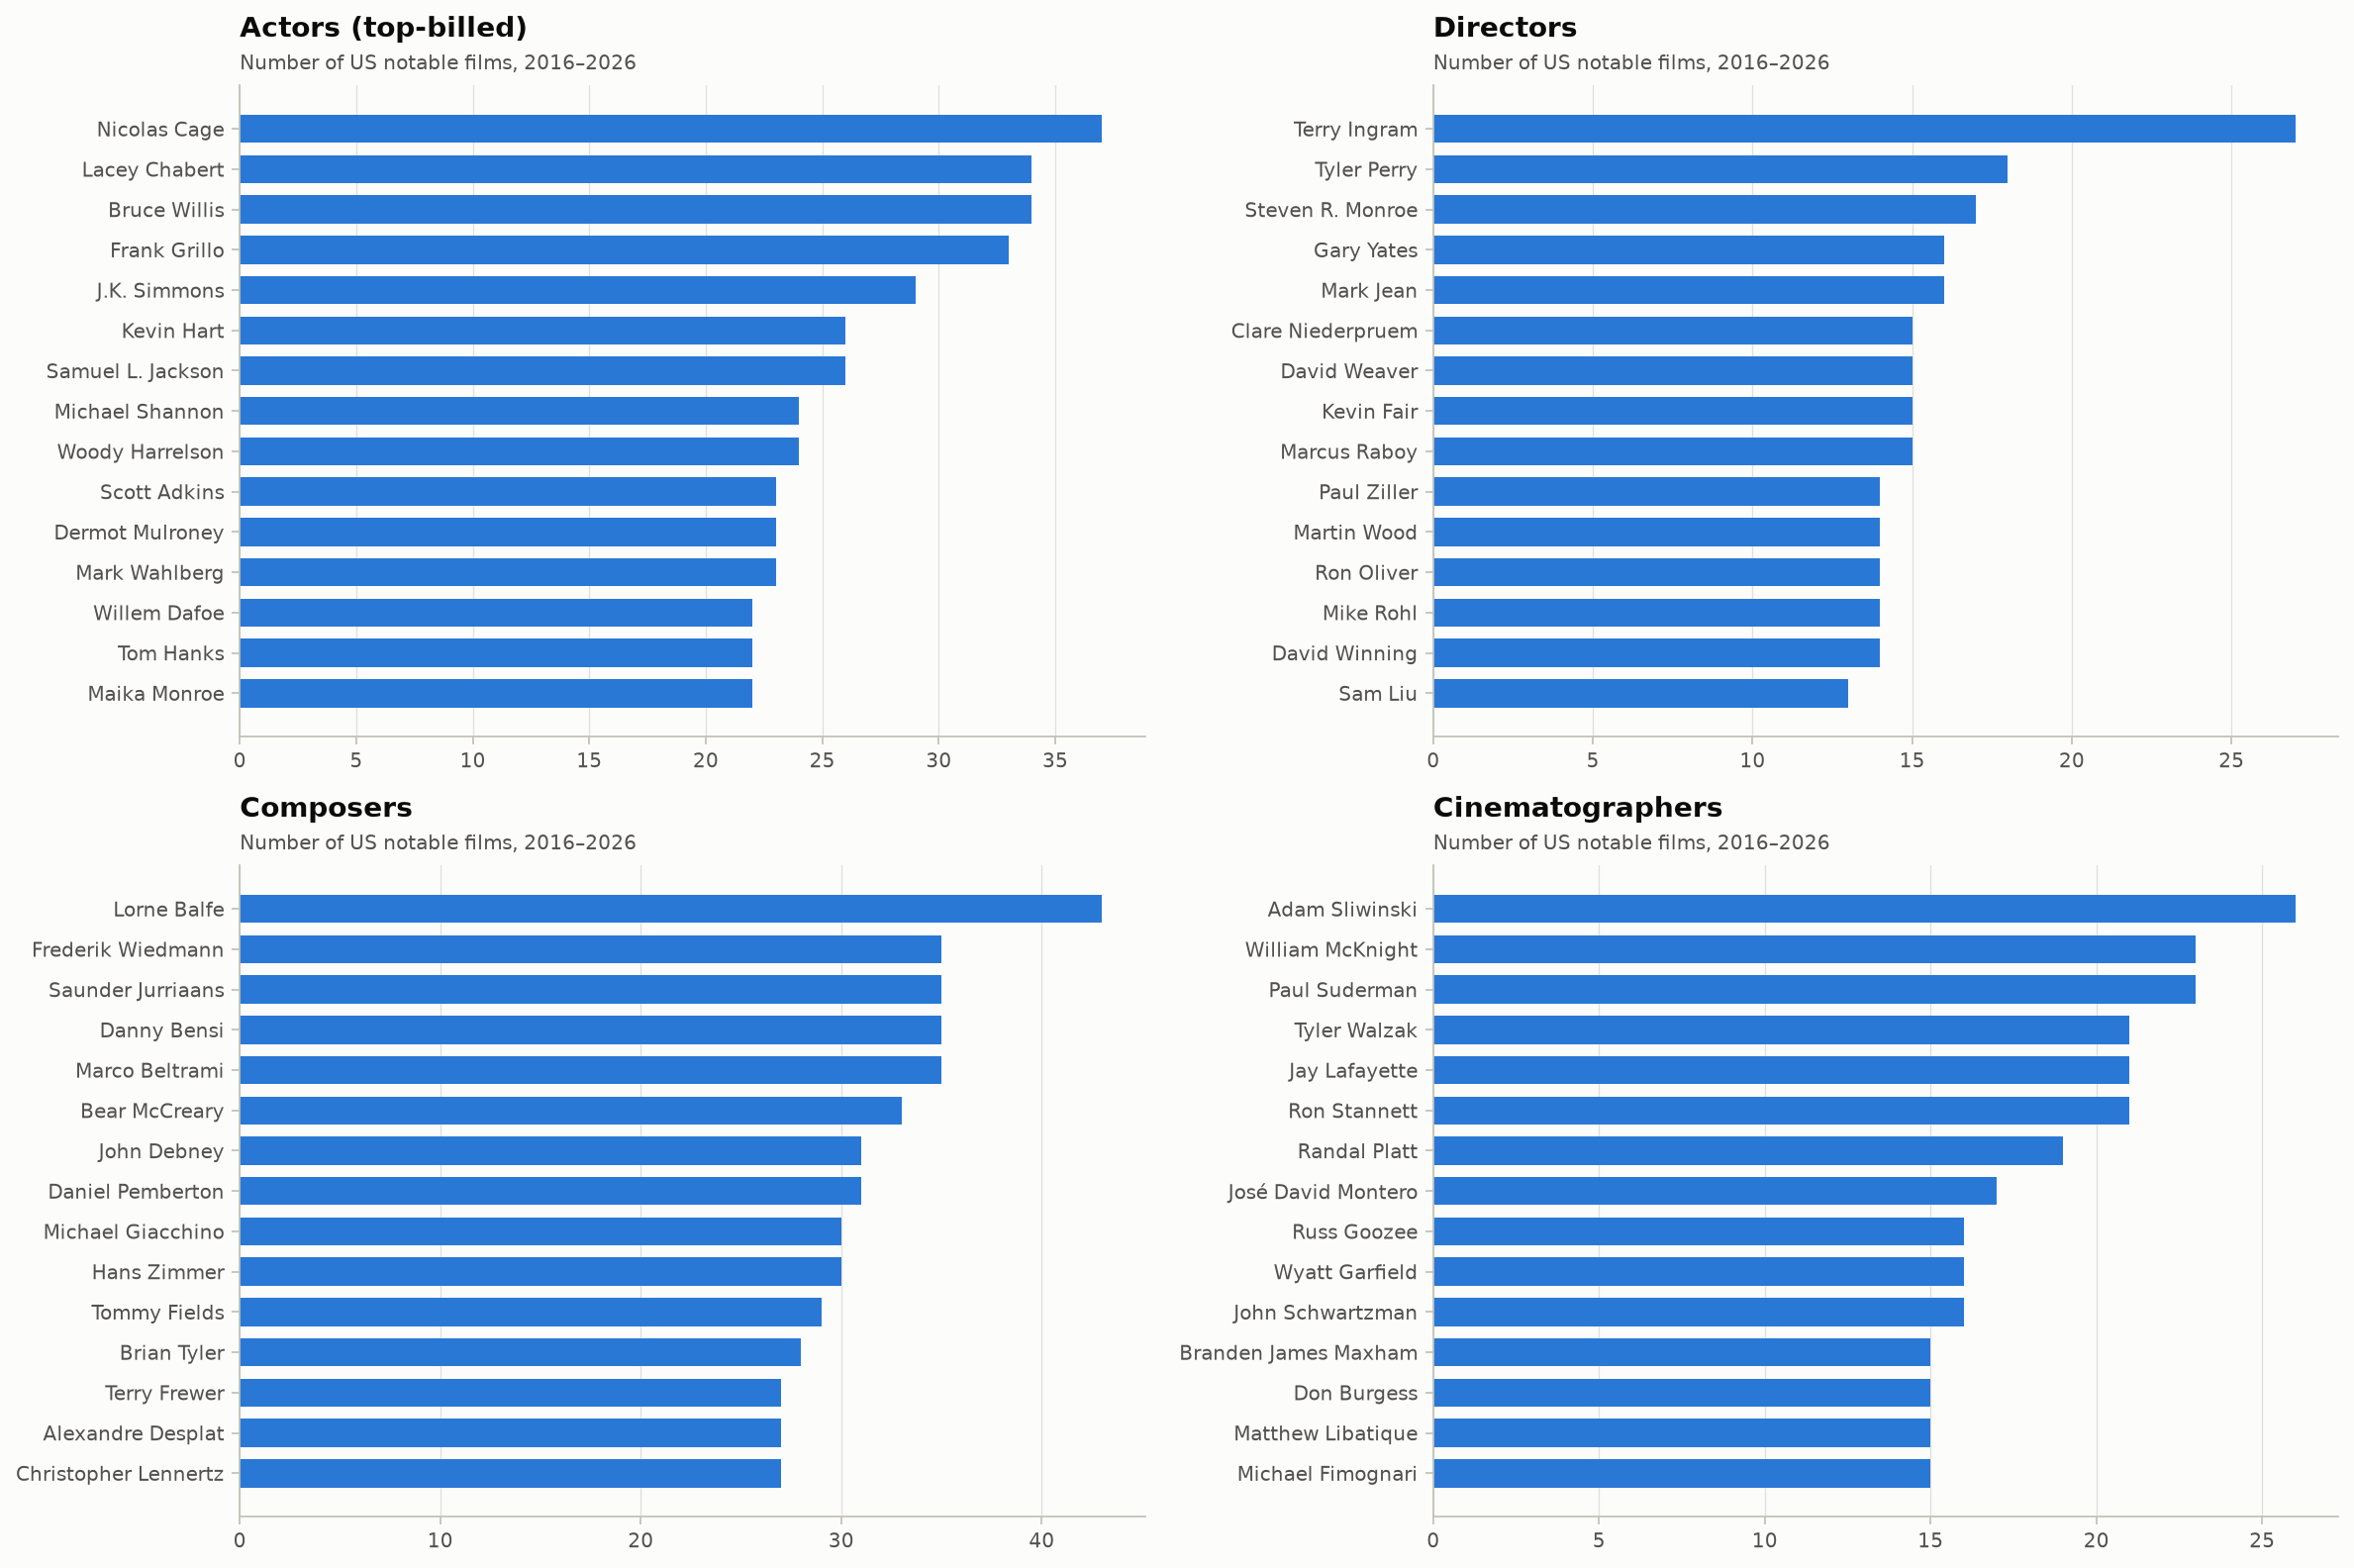 Actors (top-billed)
Number of US notable films, 2016–2026
Nicolas Cage
Lacey Chabert
Bruce Willis
Frank Grillo
J.K. Simmons
Kevin Hart
Samuel L. Jackson
Michael Shannon
Woody Harrelson
Scott Adkins
Dermot Mulroney
Mark Wahlberg
Willem Dafoe
Tom Hanks
Maika Monroe
0 5 10 15 20 25 30 35
Directors
Number of US notable films, 2016–2026
Terry Ingram
Tyler Perry
Steven R. Monroe
Gary Yates
Mark Jean
Clare Niederpruem
David Weaver
Kevin Fair
Marcus Raboy
Paul Ziller
Martin Wood
Ron Oliver
Mike Rohl
David Winning
Sam Liu
0 5 10 15 20 25
Composers
Number of US notable films, 2016–2026
Lorne Balfe
Frederik Wiedmann
Saunder Jurriaans
Danny Bensi
Marco Beltrami
Bear McCreary
John Debney
Daniel Pemberton
Michael Giacchino
Hans Zimmer
Tommy Fields
Brian Tyler
Terry Frewer
Alexandre Desplat
Christopher Lennertz
0 10 20 30 40
Cinematographers
Number of US notable films, 2016–2026
Adam Sliwinski
William McKnight
Paul Suderman
Tyler Walzak
Jay Lafayette
Ron Stannett
Randal Platt
José David Montero
Russ Goozee
Wyatt Garfield
John Schwartzman
Branden James Maxham
Don Burgess
Matthew Libatique
Michael Fimognari
0 5 10 15 20 25